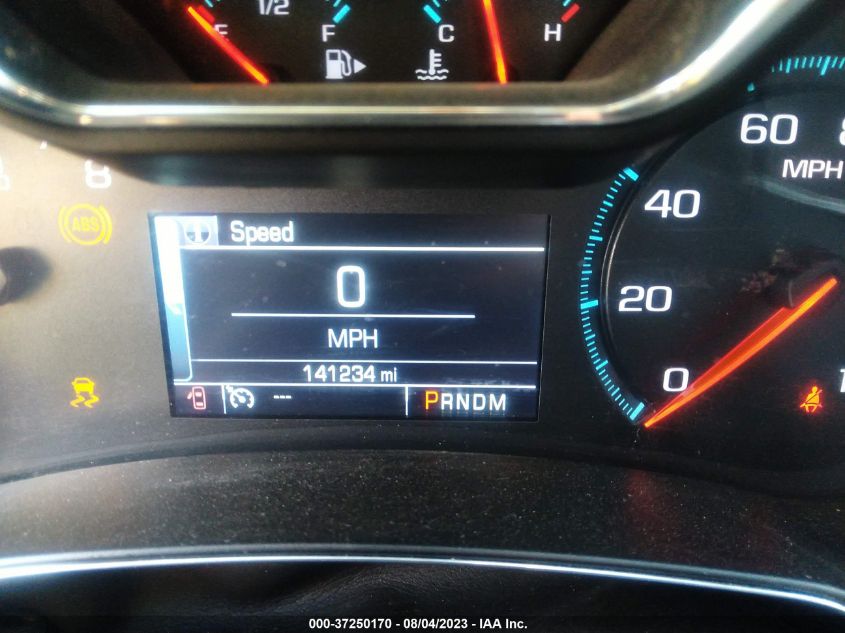 1/2
E F C H
60
MPH
8
ABS
Speed
40
0
20
MPH
141234 mi
0
--- PRNDM
000-37250170 - 08/04/2023 - IAA Inc.